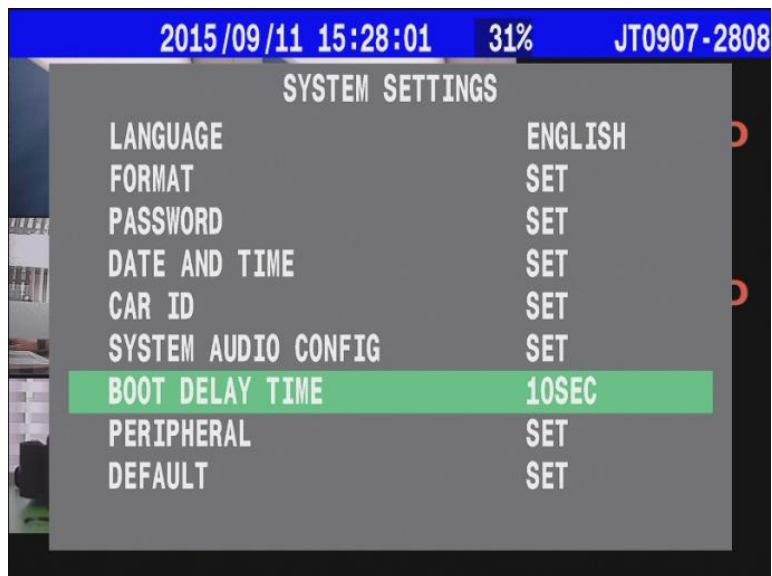 2015/09/11 15:28:01 31% JT0907-2808
SYSTEM SETTINGS
LANGUAGE ENGLISH
FORMAT SET
PASSWORD SET
DATE AND TIME SET
CAR ID SET
SYSTEM AUDIO CONFIG SET
BOOT DELAY TIME 10SEC
PERIPHERAL SET
DEFAULT SET